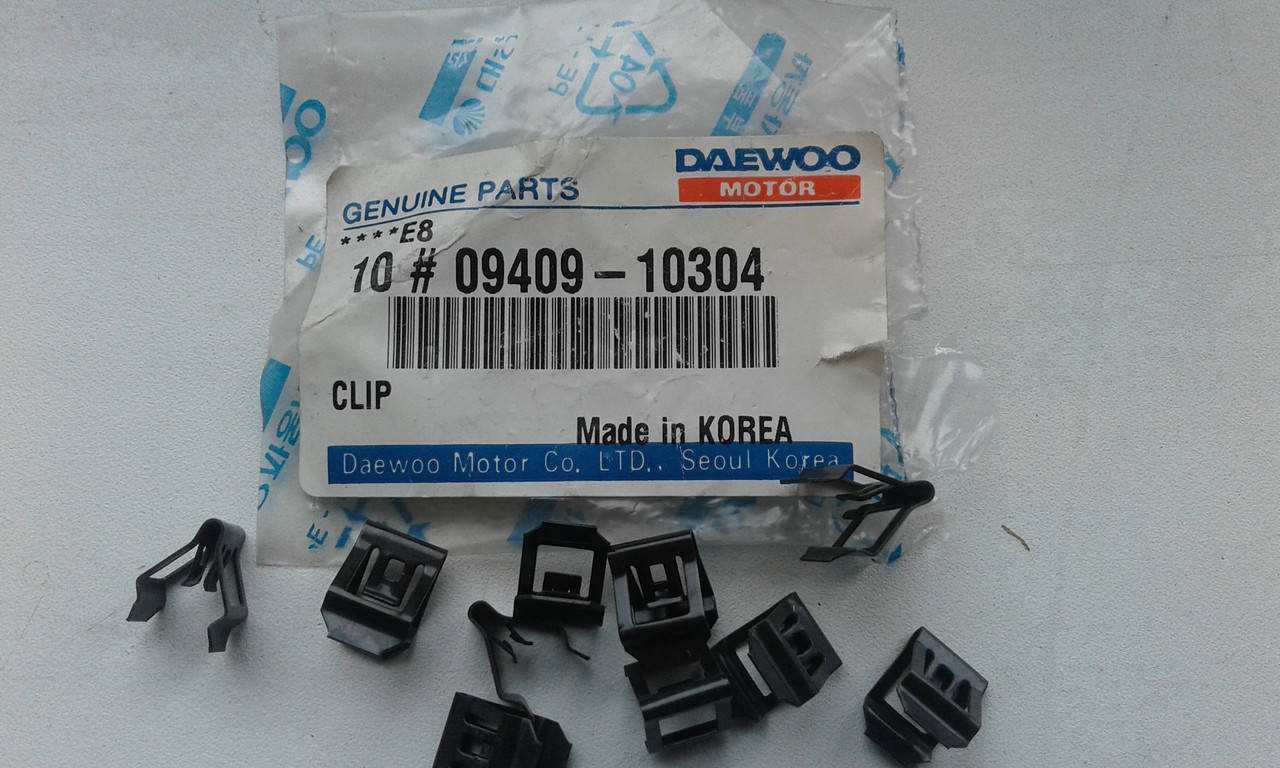 DAEWOO
MOTOR
GENUINE PARTS
****E8
10 # 09409-10304
CLIP
Made in KOREA
Daewoo Motor Co. LTD., Seoul Korea